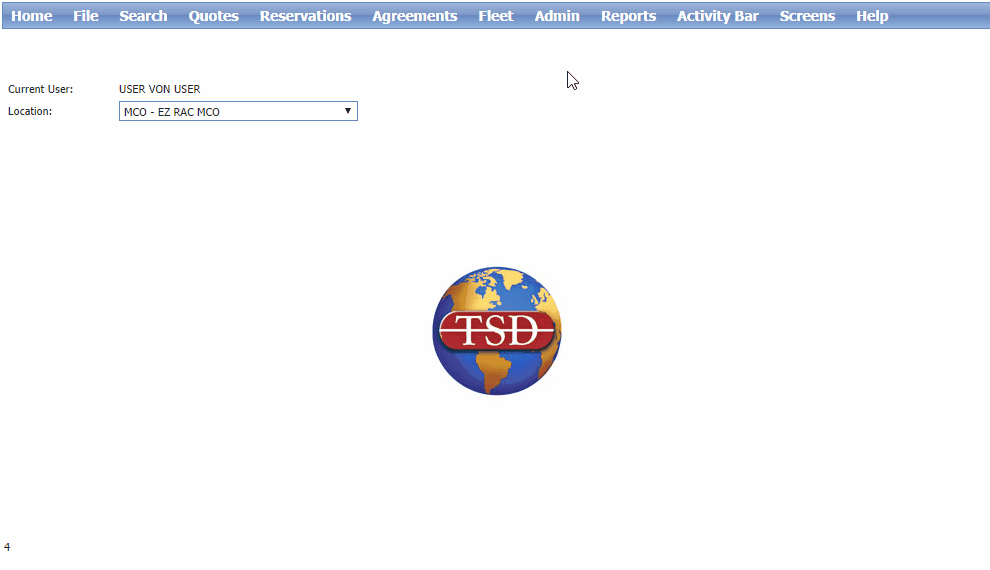 Home File Search Quotes Reservations Agreements Fleet Admin Reports Activity Bar Screens Help
Current User: USER VON USER
Location: MCO - EZ RAC MCO
TSD
4